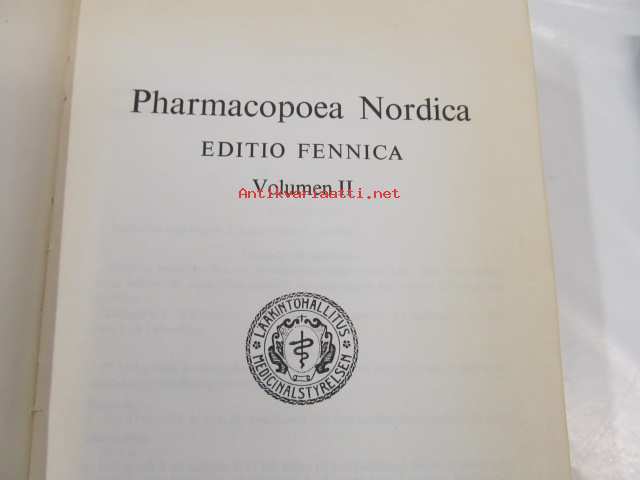 Pharmacopoea Nordica
EDITIO FENNICA
Volumen II
Antikvariaatti.net
LÄÄKINTÖHALLITUS
MEDICINALSTYRELSEN